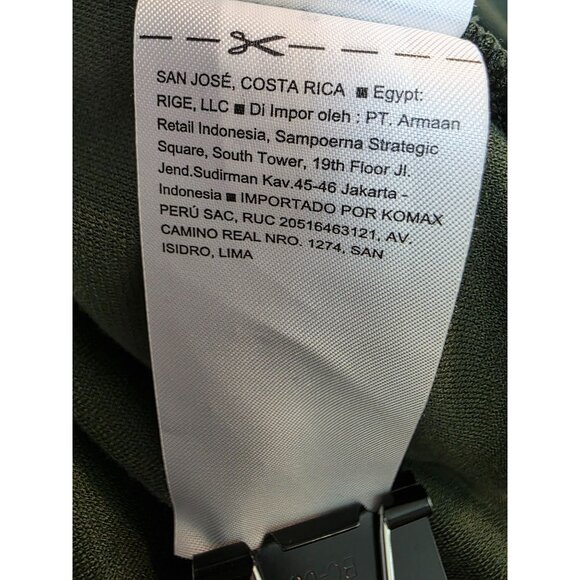 SAN JOSÉ, COSTA RICA ■ Egypt:
RIGE, LLC ■ Di Impor oleh : PT. Armaan
Retail Indonesia, Sampoerna Strategic
Square, South Tower, 19th Floor Jl.
Jend.Sudirman Kav.45-46 Jakarta -
Indonesia ■ IMPORTADO POR KOMAX
PERÚ SAC, RUC 20516463121, AV.
CAMINO REAL NRO. 1274, SAN
ISIDRO, LIMA